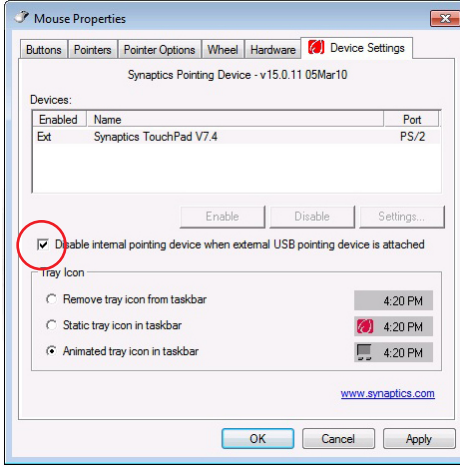 Mouse Properties
Buttons Pointers Pointer Options Wheel Hardware Device Settings
Synaptics Pointing Device - v15.0.11 05Mar10
Devices:
Enabled Name Port
Ext Synaptics TouchPad V7.4 PS/2
Enable Disable Settings...
Disable internal pointing device when external USB pointing device is attached
Tray Icon
Remove tray icon from taskbar 4:20 PM
Static tray icon in taskbar 4:20 PM
Animated tray icon in taskbar 4:20 PM
www.synaptics.com
OK Cancel Apply